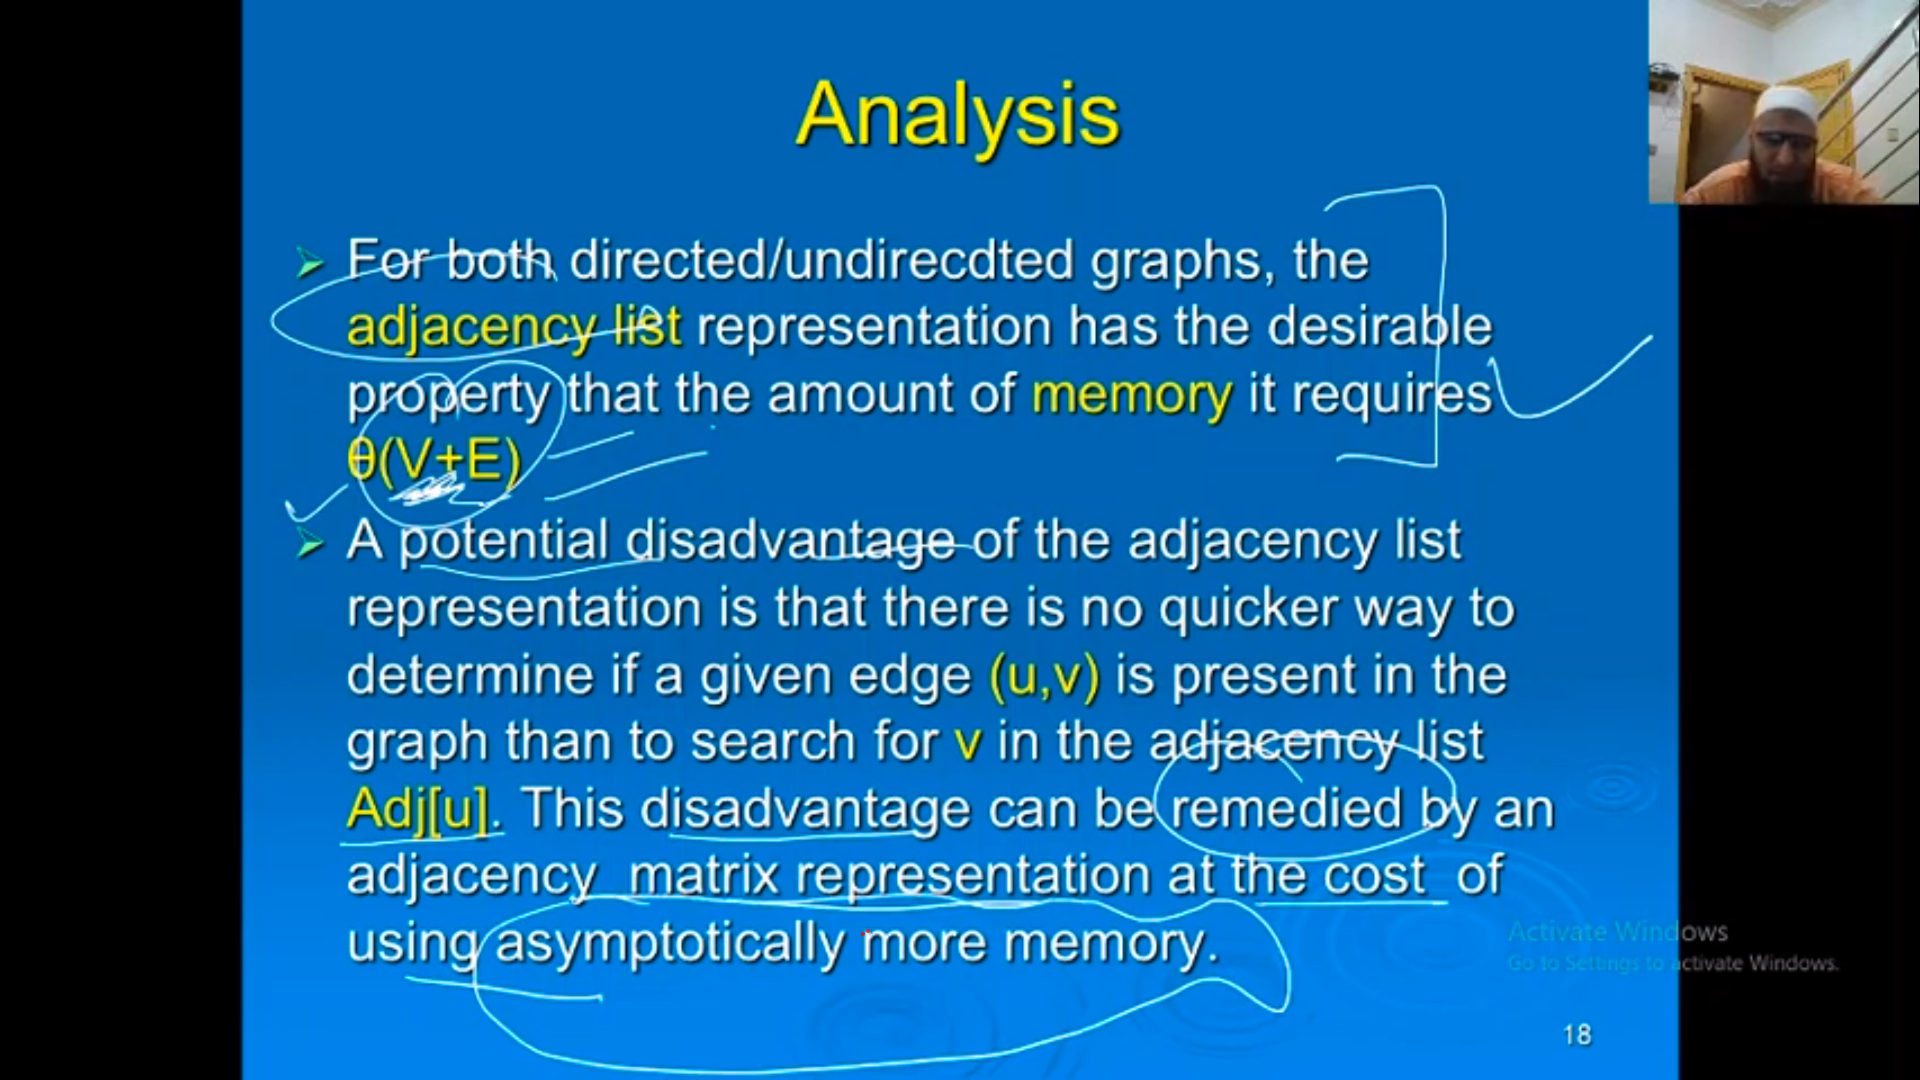 Analysis
For both directed/undirecdted graphs, the
adjacency list representation has the desirable
property that the amount of memory it requires
θ(V+E)
A potential disadvantage of the adjacency list
representation is that there is no quicker way to
determine if a given edge (u,v) is present in the
graph than to search for v in the adjacency list
Adj[u]. This disadvantage can be remedied by an
adjacency matrix representation at the cost of
using asymptotically more memory.
Activate Windows
Go to Settings to activate Windows.
18